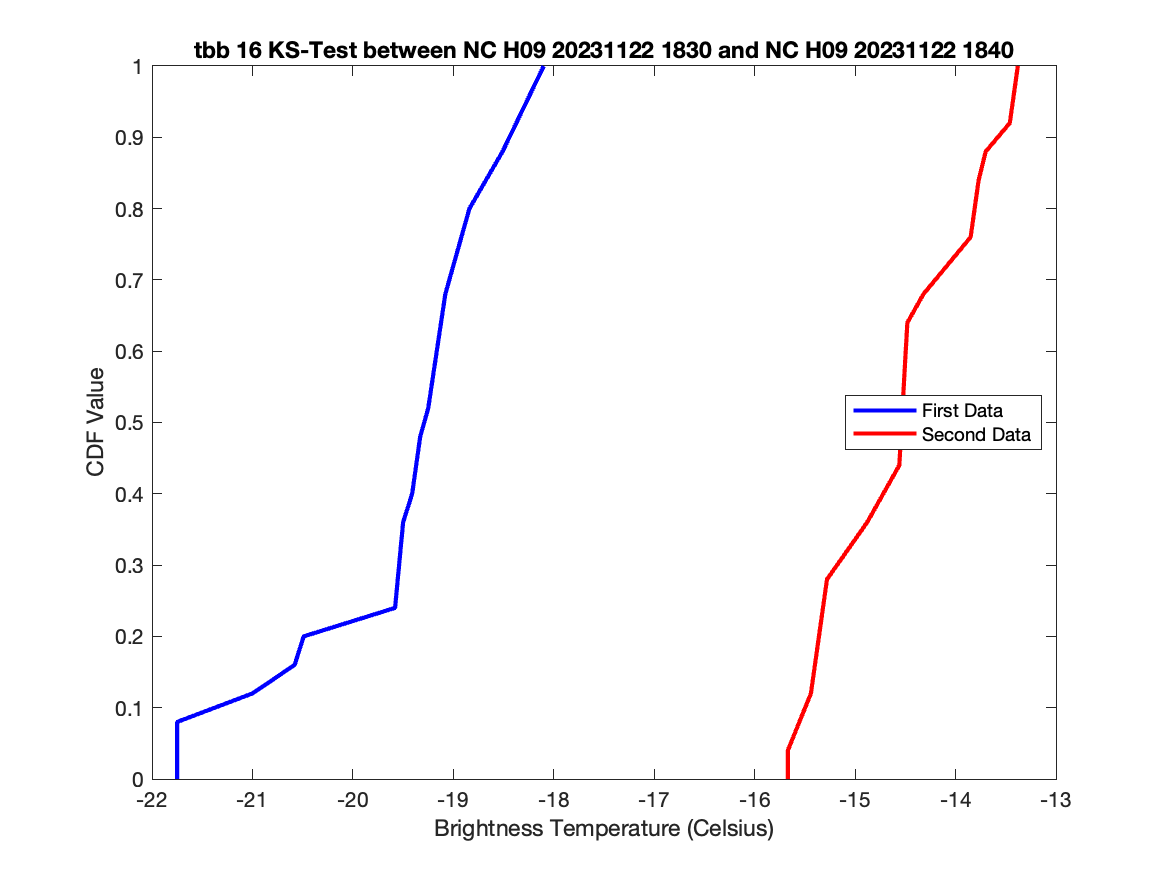 tbb 16 KS-Test between NC H09 20231122 1830 and NC H09 20231122 1840
1
0.9
0.8
0.7
0.6
0.5
0.4
0.3
0.2
0.1
0
CDF Value
First Data
Second Data
-22 -21 -20 -19 -18 -17 -16 -15 -14 -13
Brightness Temperature (Celsius)